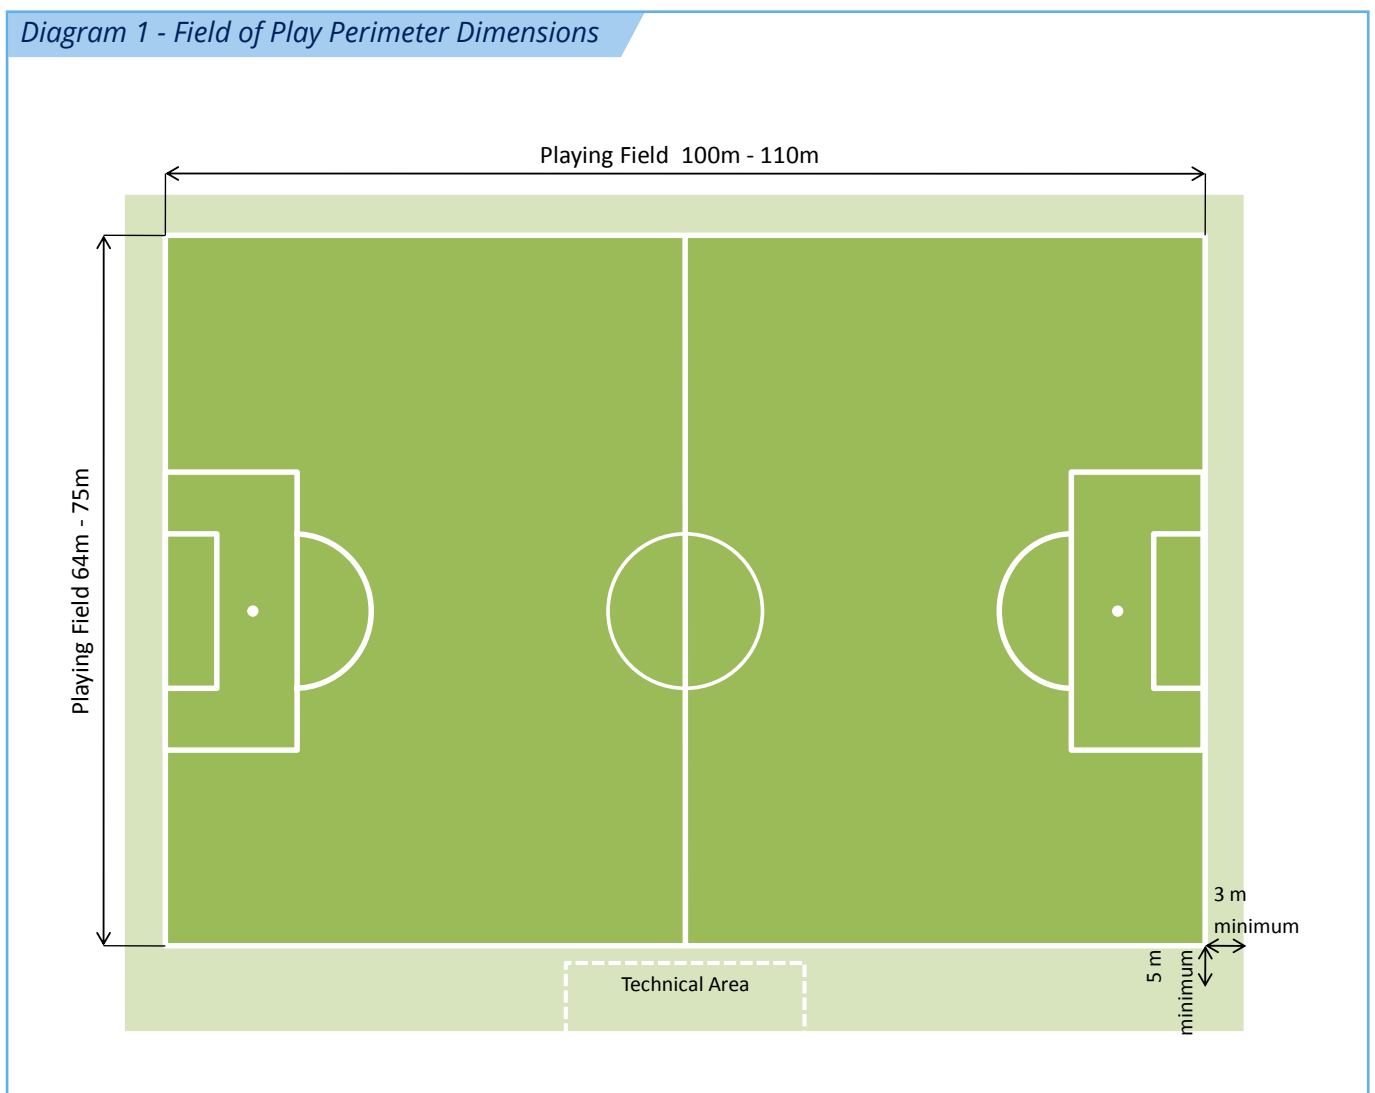 Diagram 1 - Field of Play Perimeter Dimensions
Playing Field  100m - 110m
Playing Field 64m - 75m
3 m
minimum
5 m
minimum
Technical Area